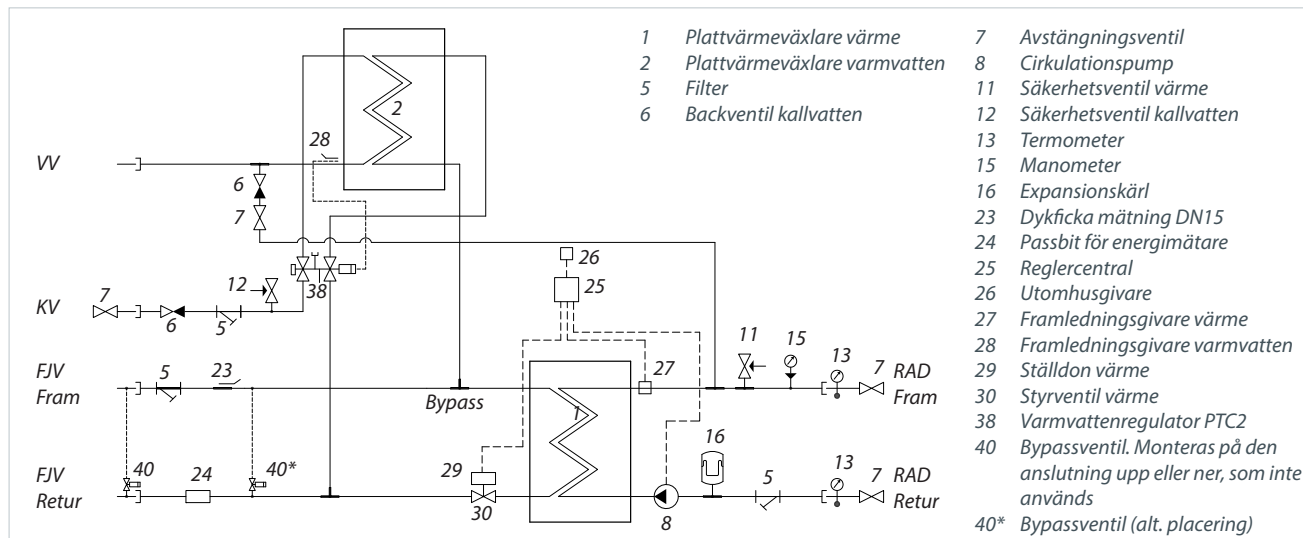 1 Plattvärmeväxlare värme
2 Plattvärmeväxlare varmvatten
5 Filter
6 Backventil kallvatten
7 Avstängningsventil
8 Cirkulationspump
11 Säkerhetsventil värme
12 Säkerhetsventil kallvatten
13 Termometer
15 Manometer
16 Expansionskärl
23 Dykficka mätning DN15
24 Passbit för energimätare
25 Reglercentral
26 Utomhusgivare
27 Framledningsgivare värme
28 Framledningsgivare varmvatten
29 Ställdon värme
30 Styrventil värme
38 Varmvattenregulator PTC2
40 Bypassventil. Monteras på den
anslutning upp eller ner, som inte
används
40* Bypassventil (alt. placering)
2
28
VV
6
7
26
12
38
25
7
KV
6
5
11
15
FJV
Fram
5
23
27
13
7
RAD
Fram
Bypass
1
16
FJV
Retur
40
24
40*
29
30
8
5
13
7
RAD
Retur